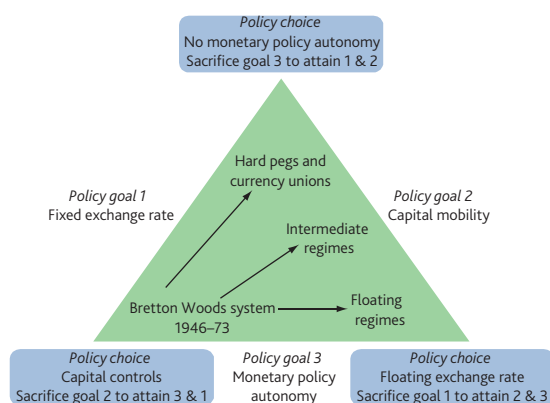 Policy choice
No monetary policy autonomy
Sacrifice goal 3 to attain 1 & 2
Hard pegs and
currency unions
Policy goal 1
Fixed exchange rate
Policy goal 2
Capital mobility
Intermediate
regimes
Bretton Woods system
1946–73
Floating
regimes
Policy choice
Capital controls
Sacrifice goal 2 to attain 3 & 1
Policy goal 3
Monetary policy
autonomy
Policy choice
Floating exchange rate
Sacrifice goal 1 to attain 2 & 3